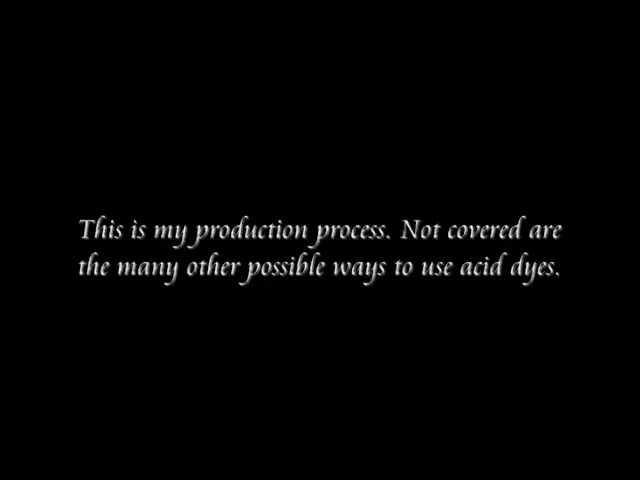 This is my production process. Not covered are
the many other possible ways to use acid dyes.